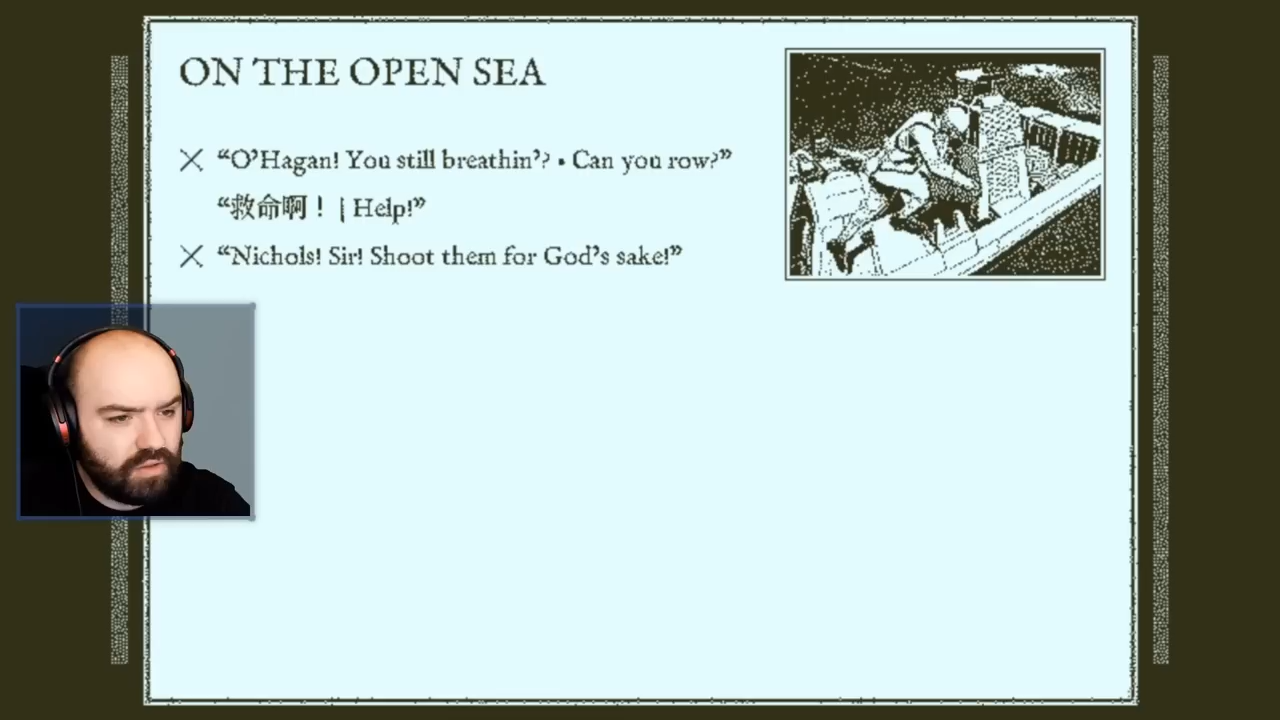 ON THE OPEN SEA
“O’Hagan! You still breathin’? • Can you row?”
“救命啊！ | Help!”
“Nichols! Sir! Shoot them for God’s sake!”